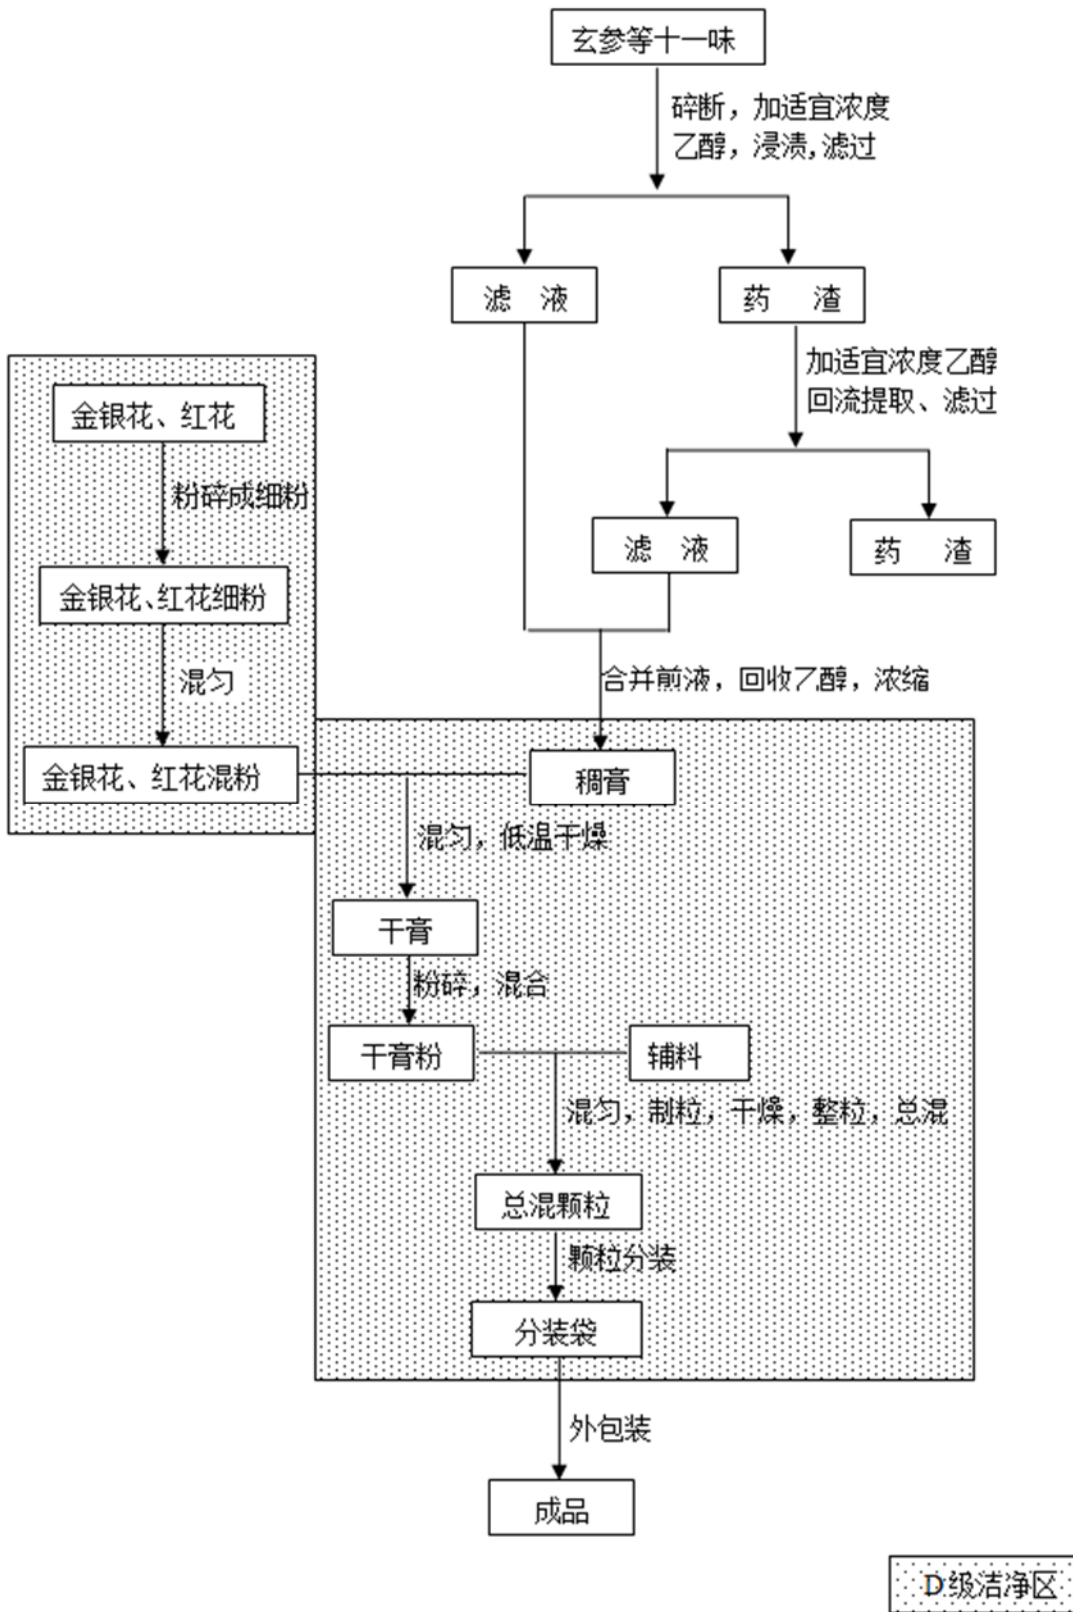 玄参等十一味
碎断，加适宜浓度
乙醇，浸渍,滤过
滤 液
药 渣
加适宜浓度乙醇
回流提取、滤过
滤 液
药 渣
金银花、红花
粉碎成细粉
金银花、红花细粉
混匀
金银花、红花混粉
合并煎液，回收乙醇，浓缩
稠膏
混匀，低温干燥
干膏
粉碎，混合
干膏粉
辅料
混匀，制粒，干燥，整粒，总混
总混颗粒
颗粒分装
分装袋
外包装
成品
D级洁净区